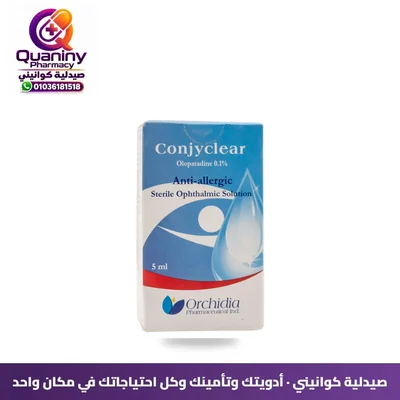 Quaniny
Pharmacy
صيدلية كوانيني
01036181518
Conjyclear
Olopatadine 0.1%
Anti-allergic
Sterile Ophthalmic Solution
5 ml
Orchidia
Pharmaceutical Ind.
صيدلية كوانيني · أدويتك وتأمينك وكل احتياجاتك في مكان واحد